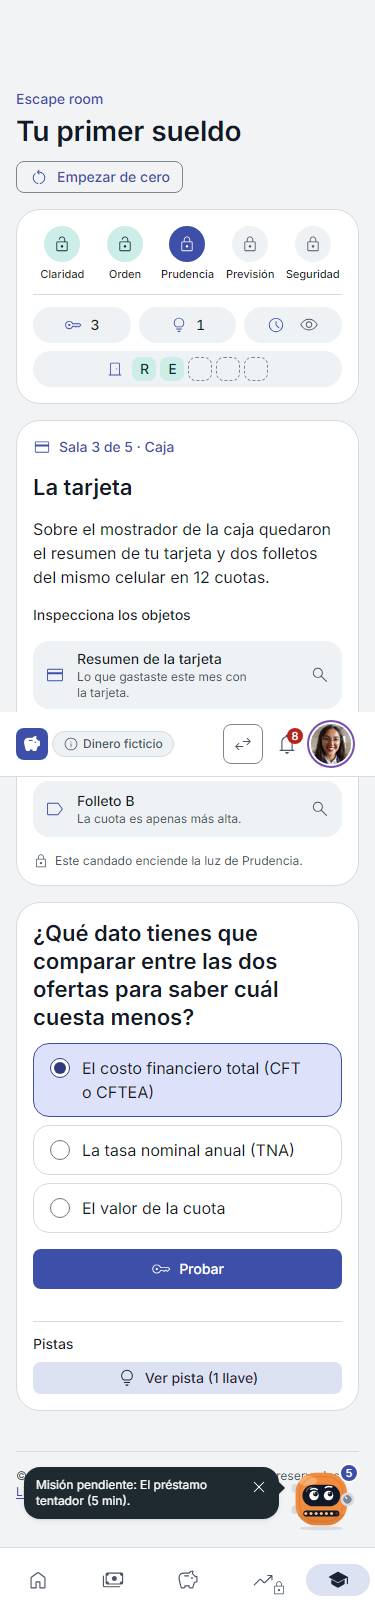 Escape room
Tu primer sueldo
Empezar de cero
Claridad
Orden
Prudencia
Previsión
Seguridad
3
1
R E
Sala 3 de 5 · Caja
La tarjeta
Sobre el mostrador de la caja quedaron
el resumen de tu tarjeta y dos folletos
del mismo celular en 12 cuotas.
Inspecciona los objetos
Resumen de la tarjeta
Lo que gastaste este mes con
la tarjeta.
Dinero ficticio
8
Folleto B
La cuota es apenas más alta.
Este candado enciende la luz de Prudencia.
¿Qué dato tienes que
comparar entre las dos
ofertas para saber cuál
cuesta menos?
El costo financiero total (CFT
o CFTEA)
La tasa nominal anual (TNA)
El valor de la cuota
Probar
Pistas
Ver pista (1 llave)
©
5
Misión pendiente: El préstamo
tentador (5 min).